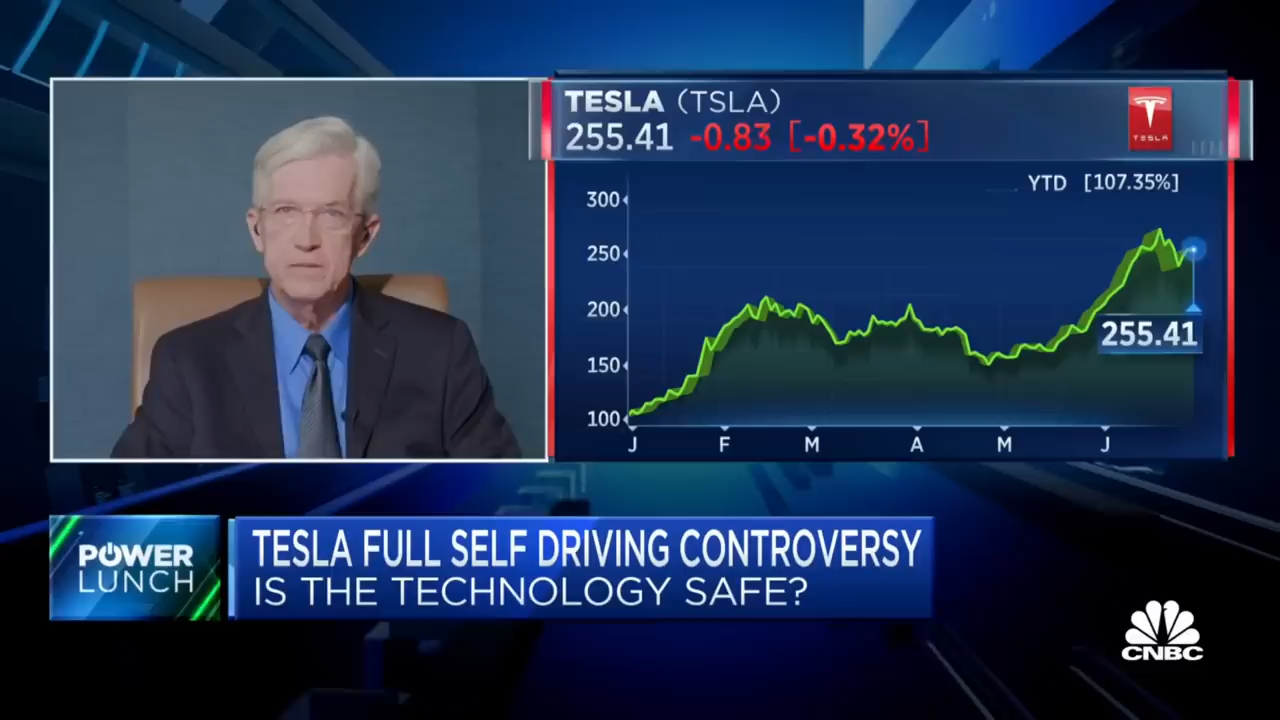 TESLA (TSLA)
255.41 -0.83 [-0.32%]
TESLA
YTD [107.35%]
300
250
200
150
100
255.41
J F M A M J
POWER
LUNCH
TESLA FULL SELF DRIVING CONTROVERSY
IS THE TECHNOLOGY SAFE?
CNBC